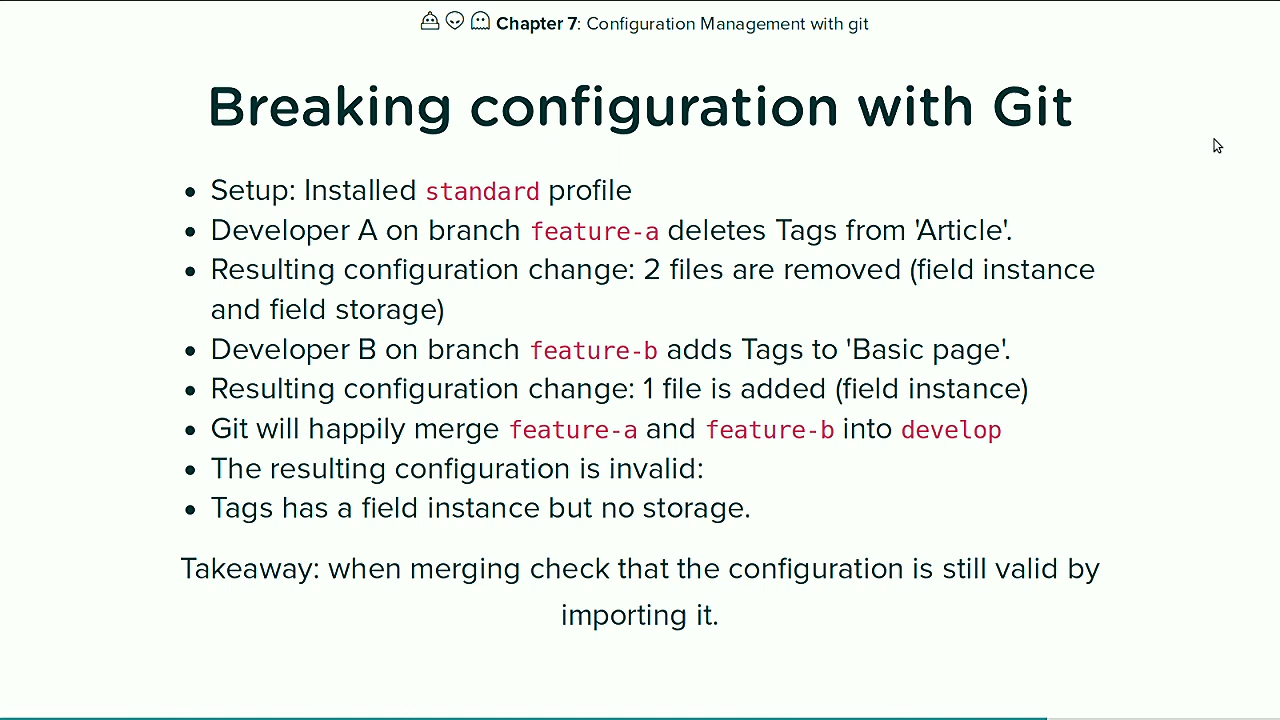 Chapter 7: Configuration Management with git
Breaking configuration with Git
• Setup: Installed standard profile
• Developer A on branch feature-a deletes Tags from 'Article'.
• Resulting configuration change: 2 files are removed (field instance
and field storage)
• Developer B on branch feature-b adds Tags to 'Basic page'.
• Resulting configuration change: 1 file is added (field instance)
• Git will happily merge feature-a and feature-b into develop
• The resulting configuration is invalid:
• Tags has a field instance but no storage.
Takeaway: when merging check that the configuration is still valid by
importing it.